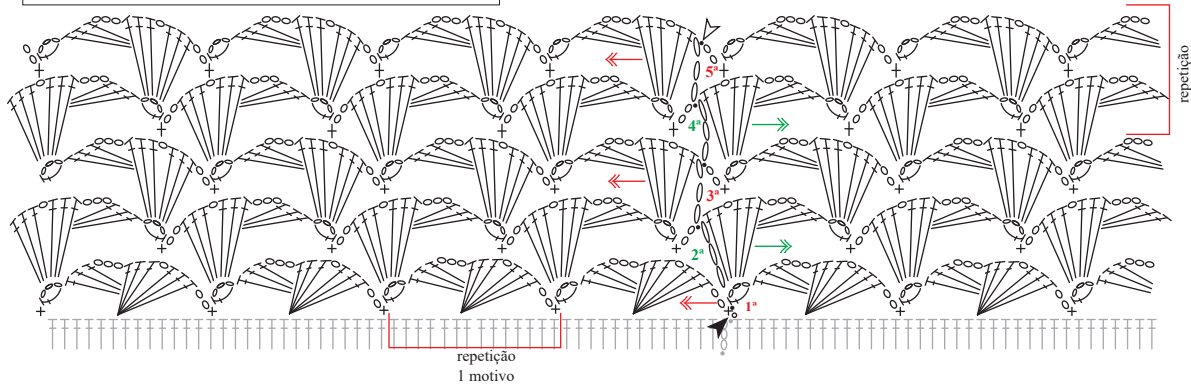 5ª
repetição
4ª
3ª
2ª
1ª
repetição
1 motivo